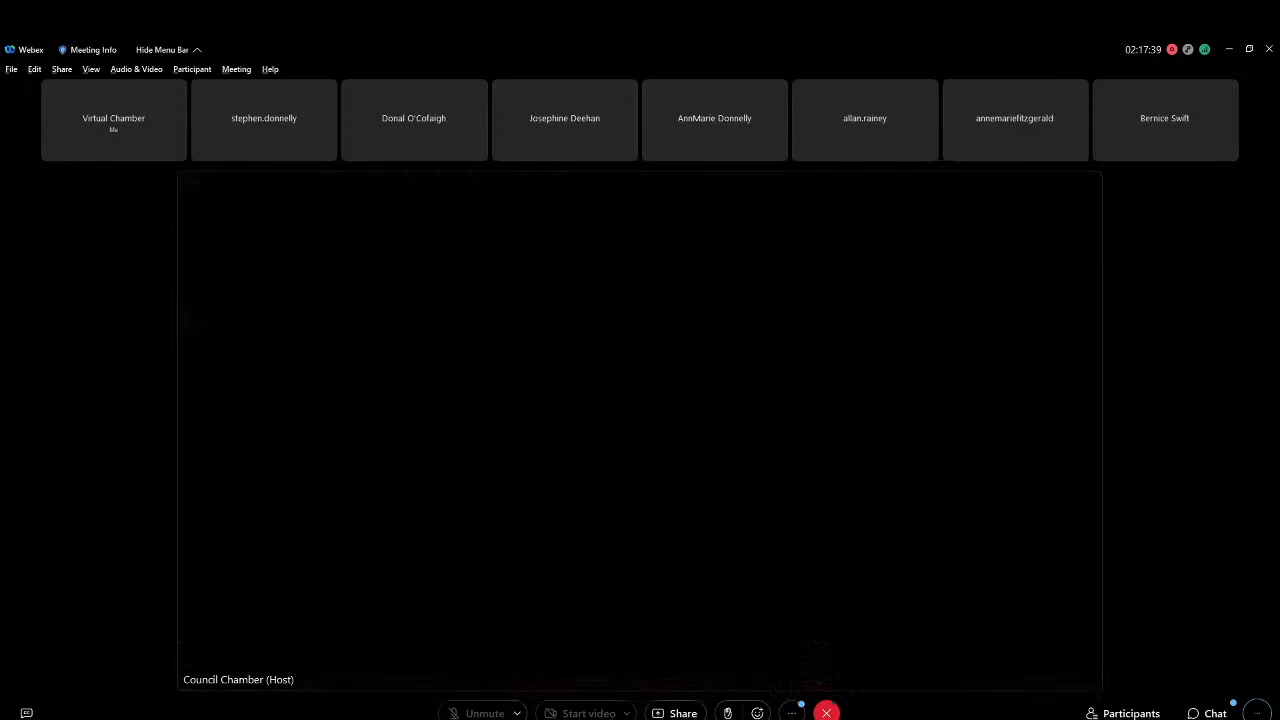 Webex Meeting Info Hide Menu Bar 02:17:39
File Edit Share View Audio & Video Participant Meeting Help
Virtual Chamber stephen.donnelly Donal O'Cofaigh Josephine Deehan AnnMarie Donnelly allan.rainey annemariefitzgerald Bernice Swift
Me
Council Chamber (Host)
Unmute Start video Share Participants Chat